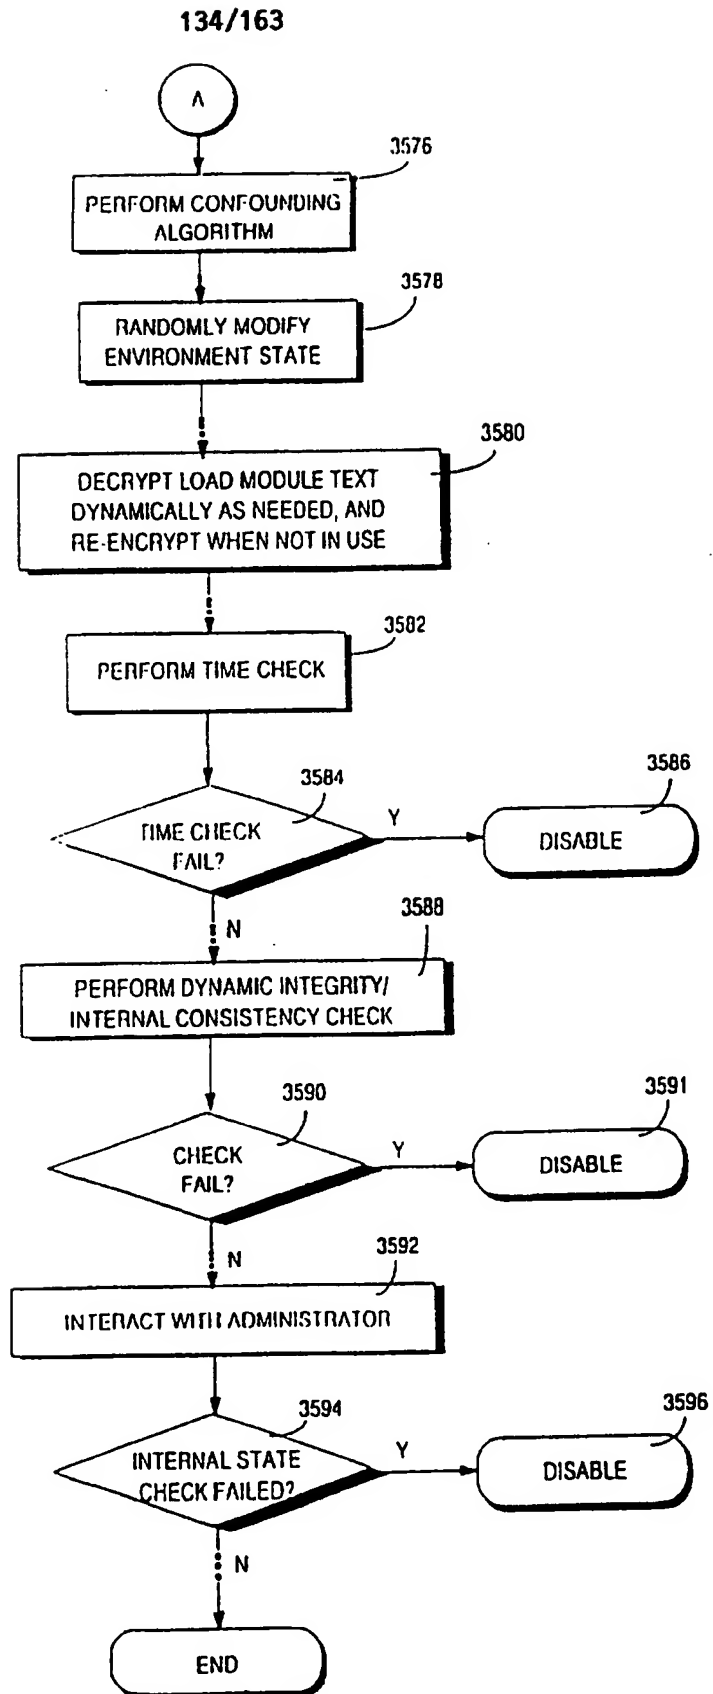 134/163
A
3576
PERFORM CONFOUNDING
ALGORITHM
3578
RANDOMLY MODIFY
ENVIRONMENT STATE
3580
DECRYPT LOAD MODULE TEXT
DYNAMICALLY AS NEEDED, AND
RE-ENCRYPT WHEN NOT IN USE
3582
PERFORM TIME CHECK
3584
TIME CHECK
FAIL?
Y
3586
DISABLE
N
3588
PERFORM DYNAMIC INTEGRITY/
INTERNAL CONSISTENCY CHECK
3590
CHECK
FAIL?
Y
3591
DISABLE
N
3592
INTERACT WITH ADMINISTRATOR
3594
INTERNAL STATE
CHECK FAILED?
Y
3596
DISABLE
N
END